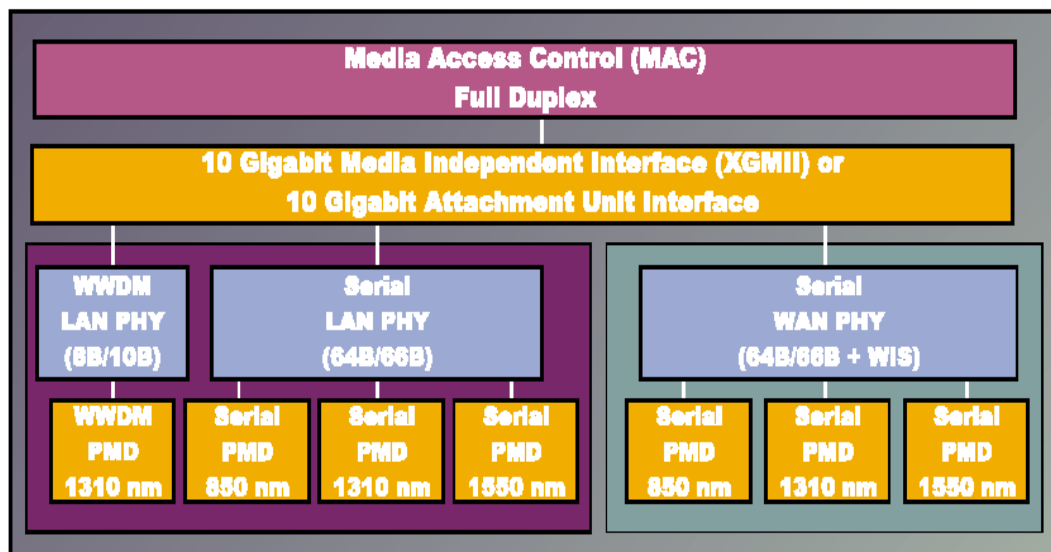 Media Access Control (MAC)
Full Duplex
10 Gigabit Media Independent Interface (XGMII) or
10 Gigabit Attachment Unit Interface
WWDM
LAN PHY
(8B/10B)
Serial
LAN PHY
(64B/66B)
Serial
WAN PHY
(64B/66B + WIS)
WWDM
PMD
1310 nm
Serial
PMD
850 nm
Serial
PMD
1310 nm
Serial
PMD
1550 nm
Serial
PMD
850 nm
Serial
PMD
1310 nm
Serial
PMD
1550 nm